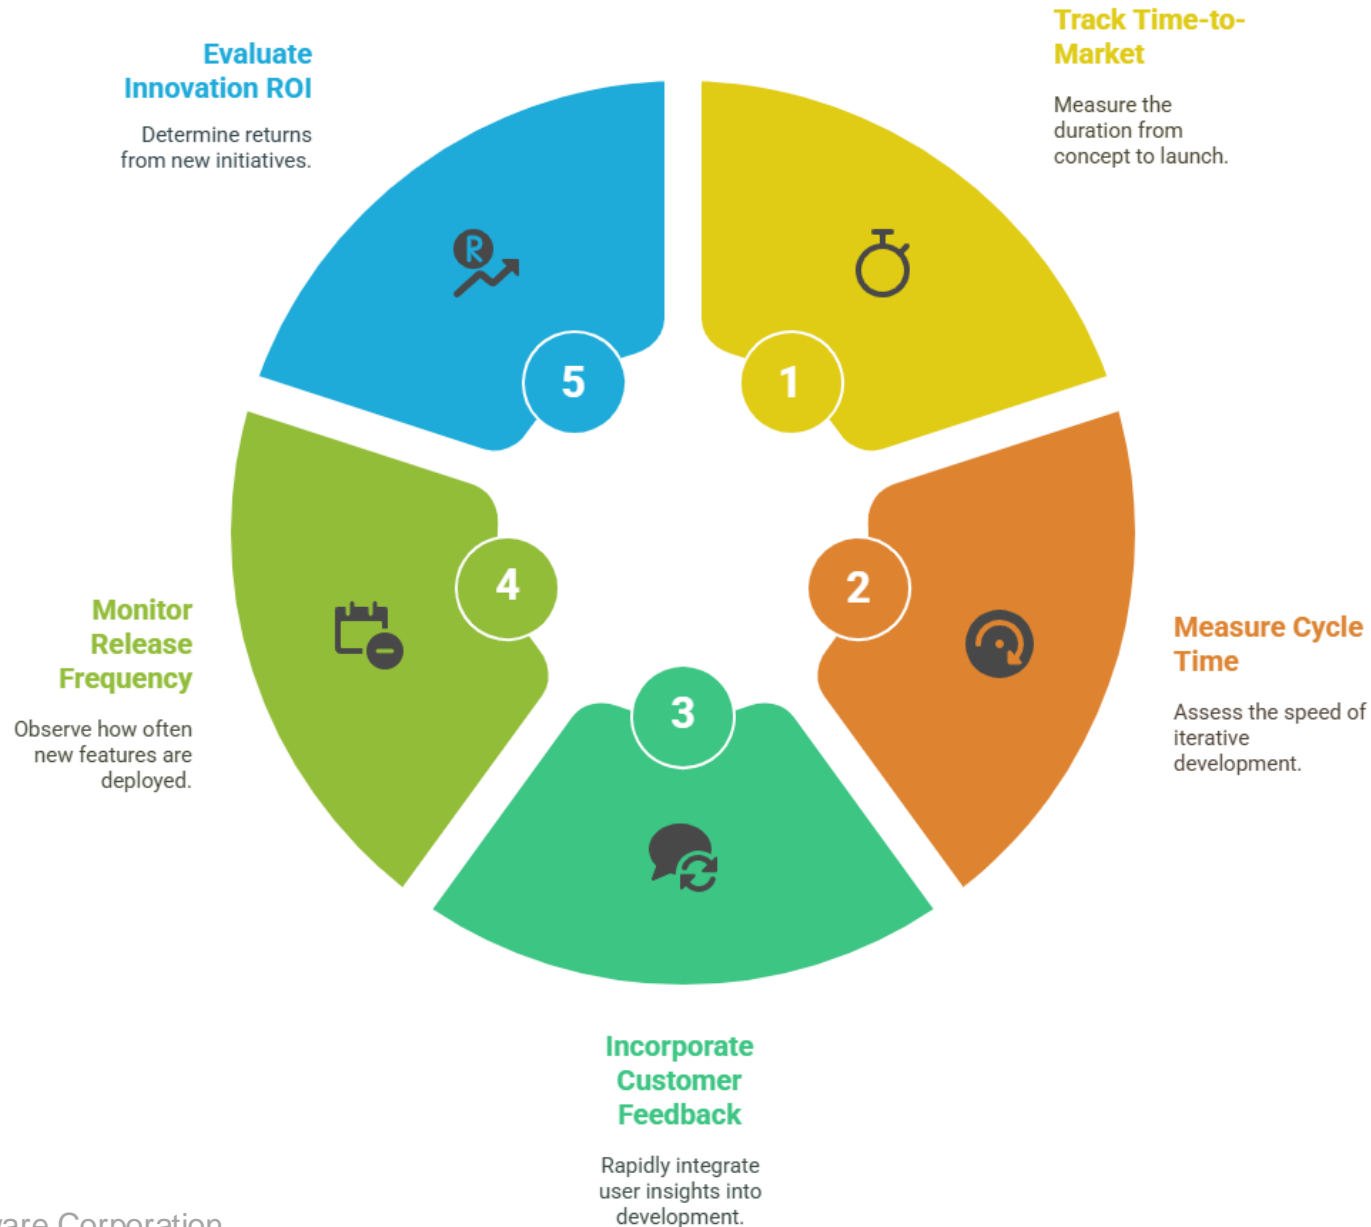 Track Time-to-
Market
Measure the
duration from
concept to launch.
1
Measure Cycle
Time
Assess the speed of
iterative
development.
2
Incorporate
Customer
Feedback
Rapidly integrate
user insights into
development.
3
Monitor
Release
Frequency
Observe how often
new features are
deployed.
4
Evaluate
Innovation ROI
Determine returns
from new initiatives.
5
R
Corporation